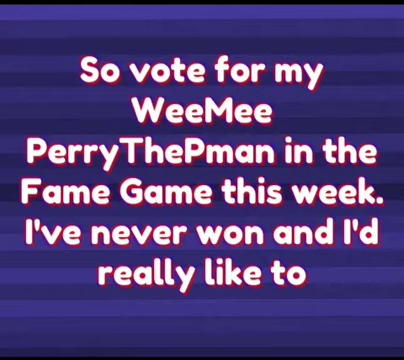 So vote for my
WeeMee
PerryThePman in the
Fame Game this week.
I've never won and I'd
really like to